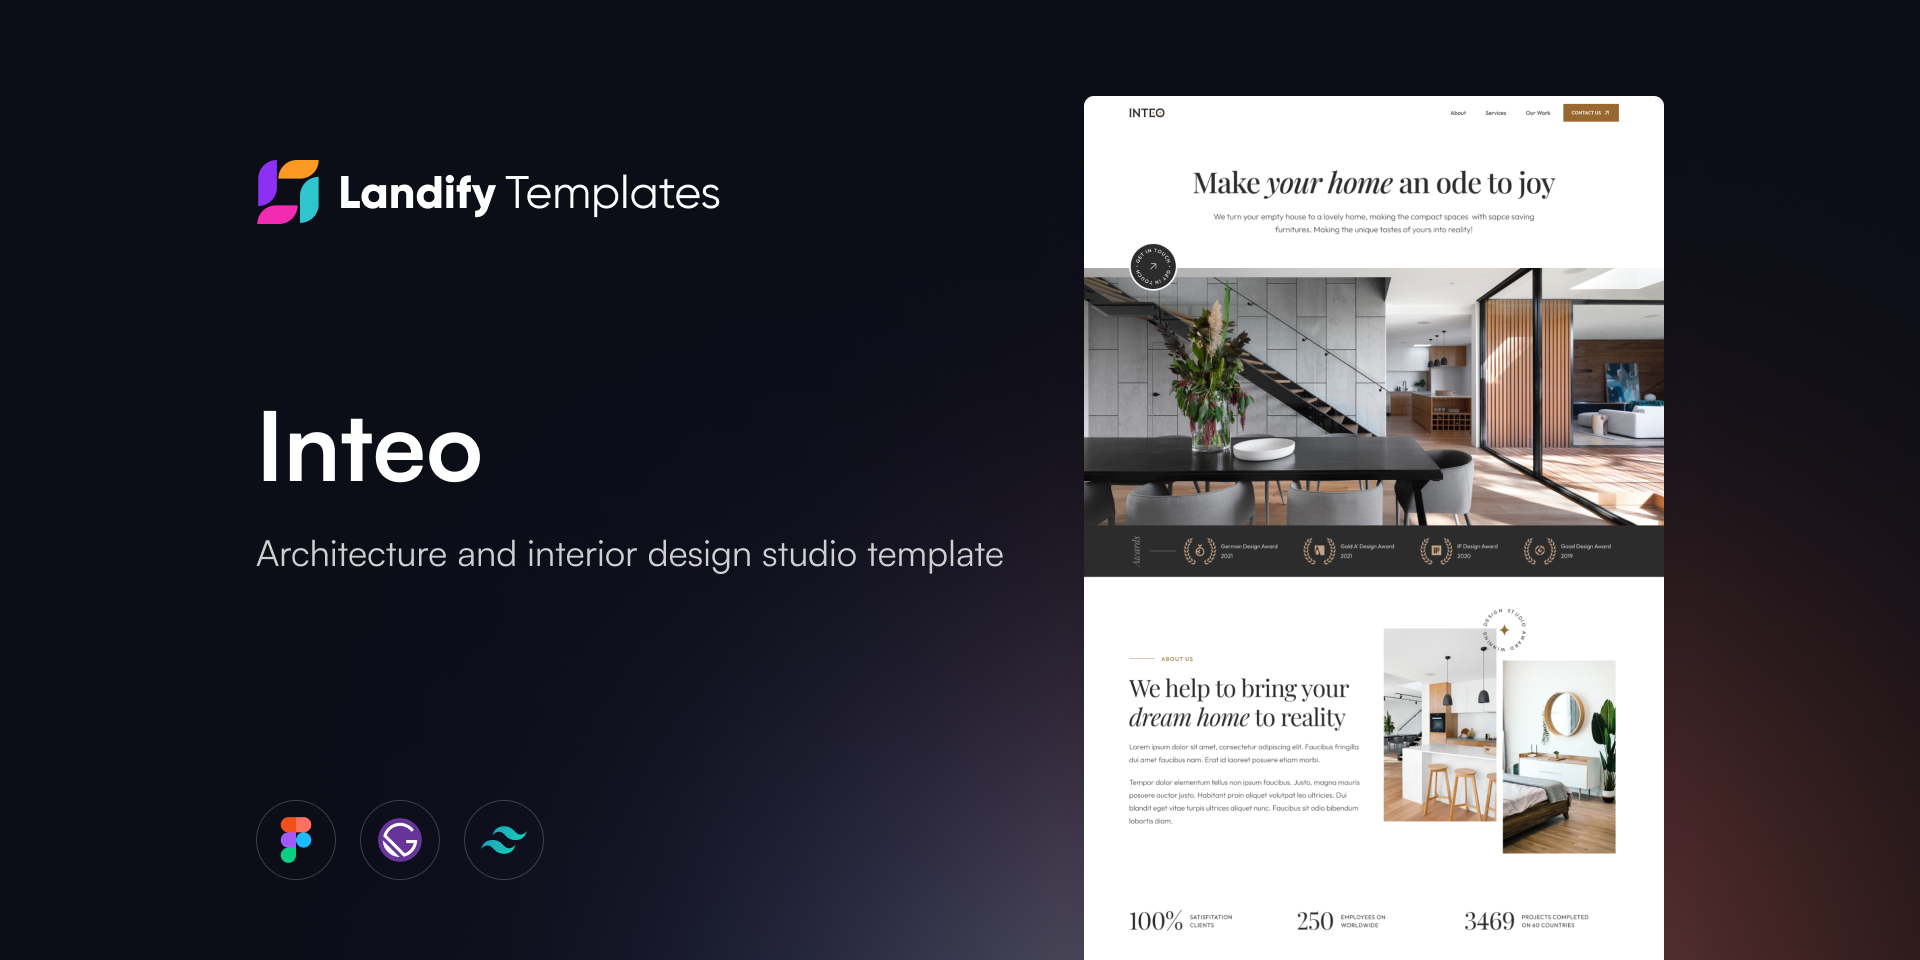 Landify Templates
Inteo
Architecture and interior design studio template
INTEO
About Services Our Work CONTACT US
Make your home an ode to joy
We turn your empty house to a lovely home, making the compact spaces with sapce saving
furnitures. Making the unique tastes of yours into reality!
GET IN TOUCH • GET IN TOUCH •
Awards
German Design Award
2021
Gold A' Design Award
2021
IF Design Award
2020
Good Design Award
2019
DESIGN STUDIO AWARD WINNING
ABOUT US
We help to bring your
dream home to reality
Lorem ipsum dolor sit amet, consectetur adipiscing elit. Faucibus fringilla
dui amet faucibus nam. Erat id laoreet posuere etiam morbi.
Tempor dolor elementum tellus non ipsum faucibus. Justo, magna mauris
posuere auctor justo. Habitant proin aliquet volutpat leo ultricies. Dui
blandit eget vitae turpis ultrices aliquet nunc. Faucibus sit odio bibendum
lobortis diam.
100% SATISFITATION
CLIENTS
250 EMPLOYEES ON
WORLDWIDE
3469 PROJECTS COMPLETED
ON 60 COUNTRIES